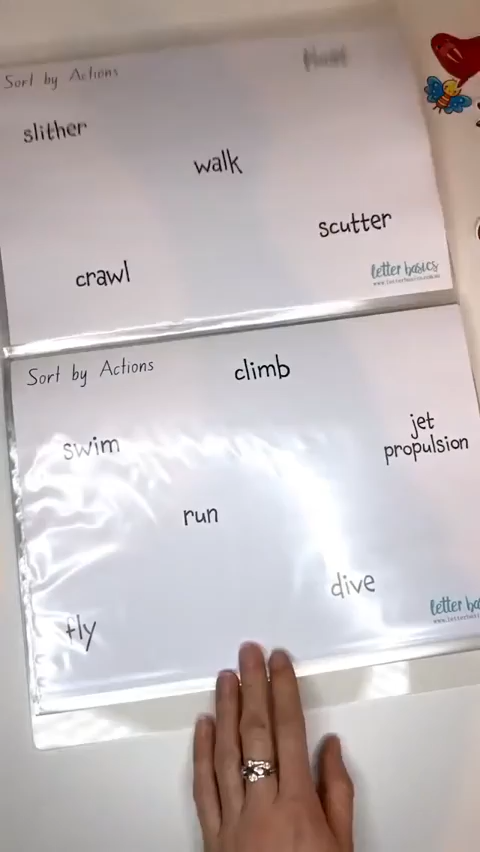 Sort by Actions
slither
walk
scutter
crawl
letter basics
Sort by Actions
climb
jet
propulsion
swim
run
dive
fly
letter ba